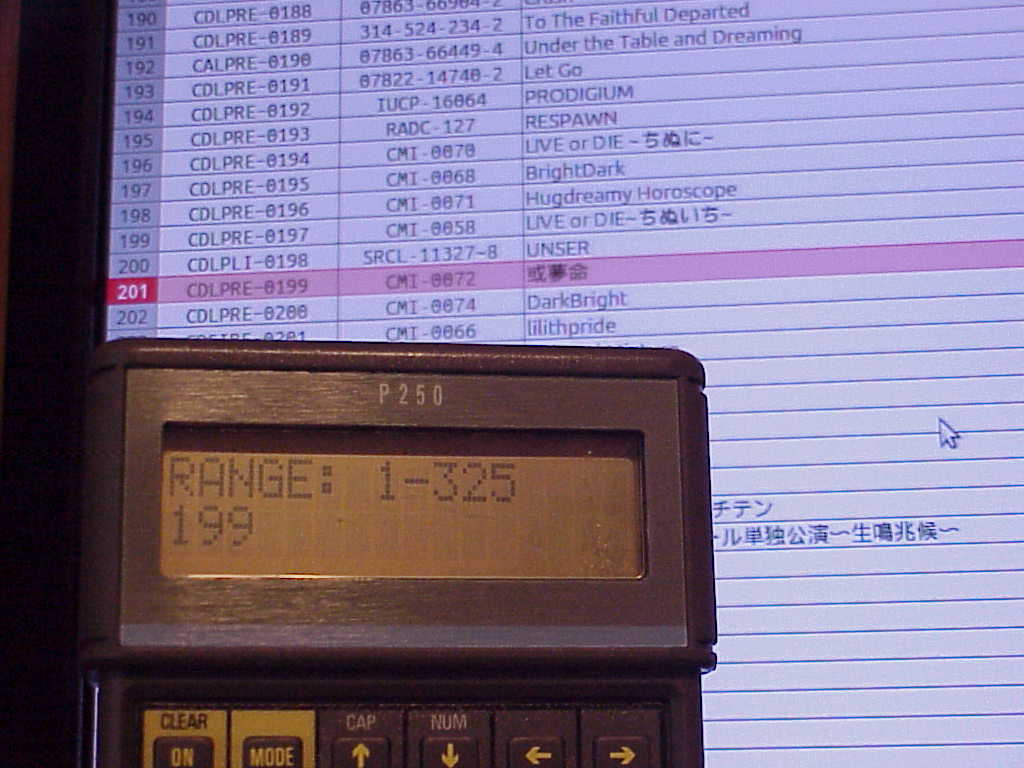 190 CDLPRE-0188 07863-66904-2
191 CDLPRE-0189 314-524-234-2 To The Faithful Departed
192 CALPRE-0190 07863-66449-4 Under the Table and Dreaming
193 CDLPRE-0191 07822-14740-2 Let Go
194 CDLPRE-0192 IUCP-16064 PRODIGIUM
195 CDLPRE-0193 RADC-127 RESPAWN
196 CDLPRE-0194 CMI-0070 LIVE or DIE ~ちぬに~
197 CDLPRE-0195 CMI-0068 BrightDark
198 CDLPRE-0196 CMI-0071 Hugdreamy Horoscope
199 CDLPRE-0197 CMI-0058 LIVE or DIE~ちぬいち~
200 CDLPLI-0198 SRCL-11327~8 UNSER
201 CDLPRE-0199 CMI-0072 或夢命
202 CDLPRE-0200 CMI-0074 DarkBright
CMI-0066 lilithpride
チテン
ール単独公演〜生鳴兆候〜
P250
RANGE: 1-325
199
CLEAR CAP NUM
ON MODE ↑ ↓ ← →